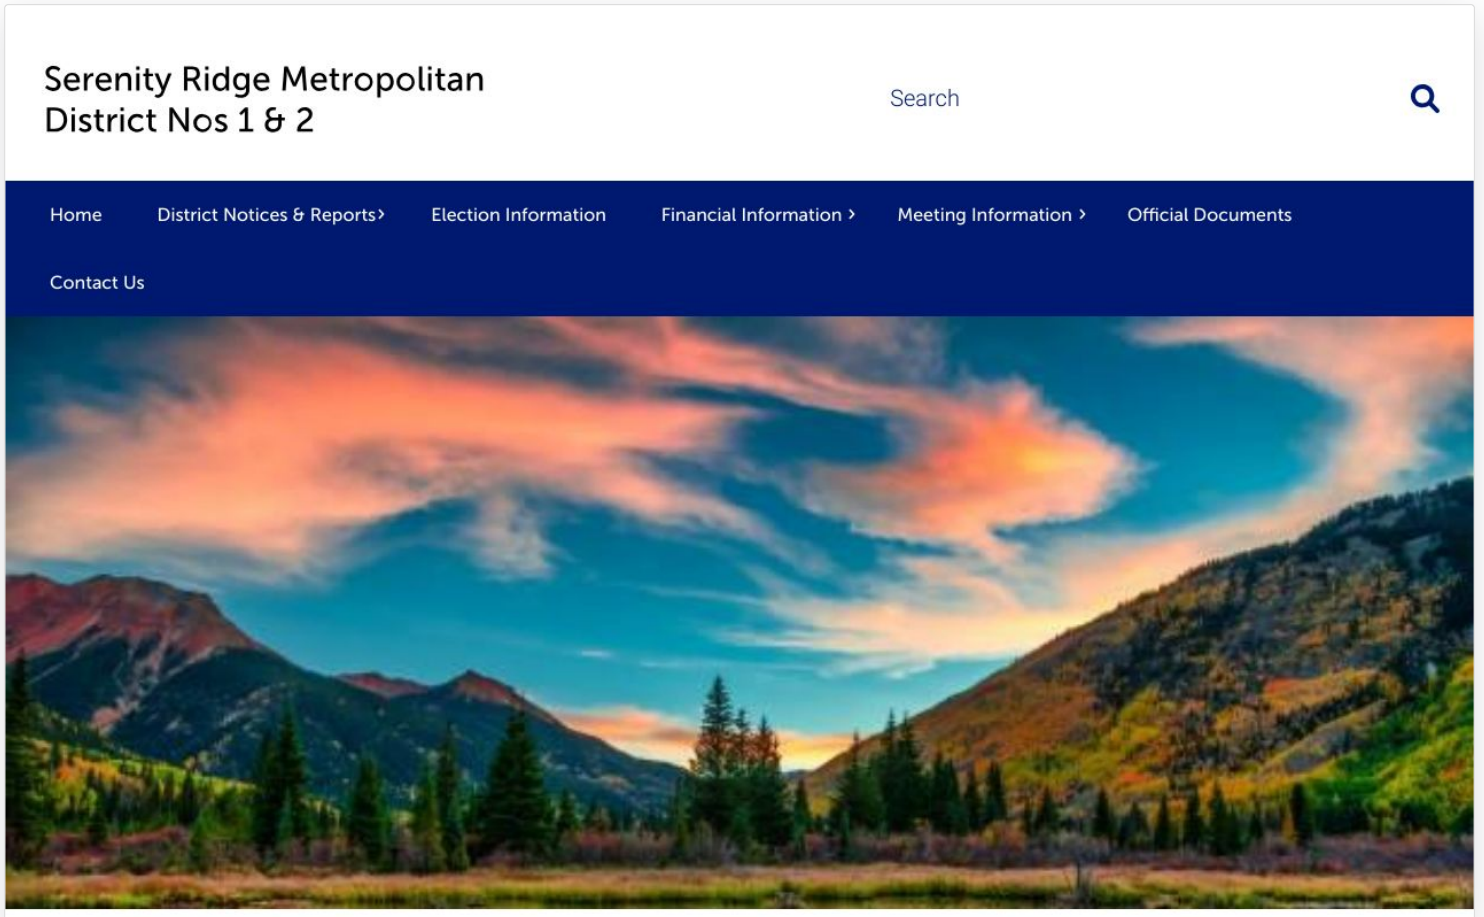 Serenity Ridge Metropolitan
District Nos 1 & 2
Search
Home District Notices & Reports› Election Information Financial Information › Meeting Information › Official Documents
Contact Us